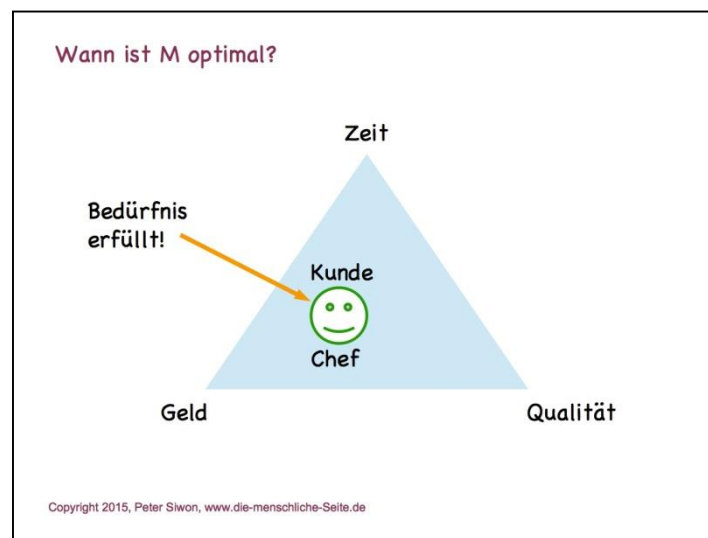 Wann ist M optimal?
Zeit
Bedürfnis
erfüllt!
Kunde
Chef
Geld
Qualität
Copyright 2015, Peter Siwon, www.die-menschliche-Seite.de